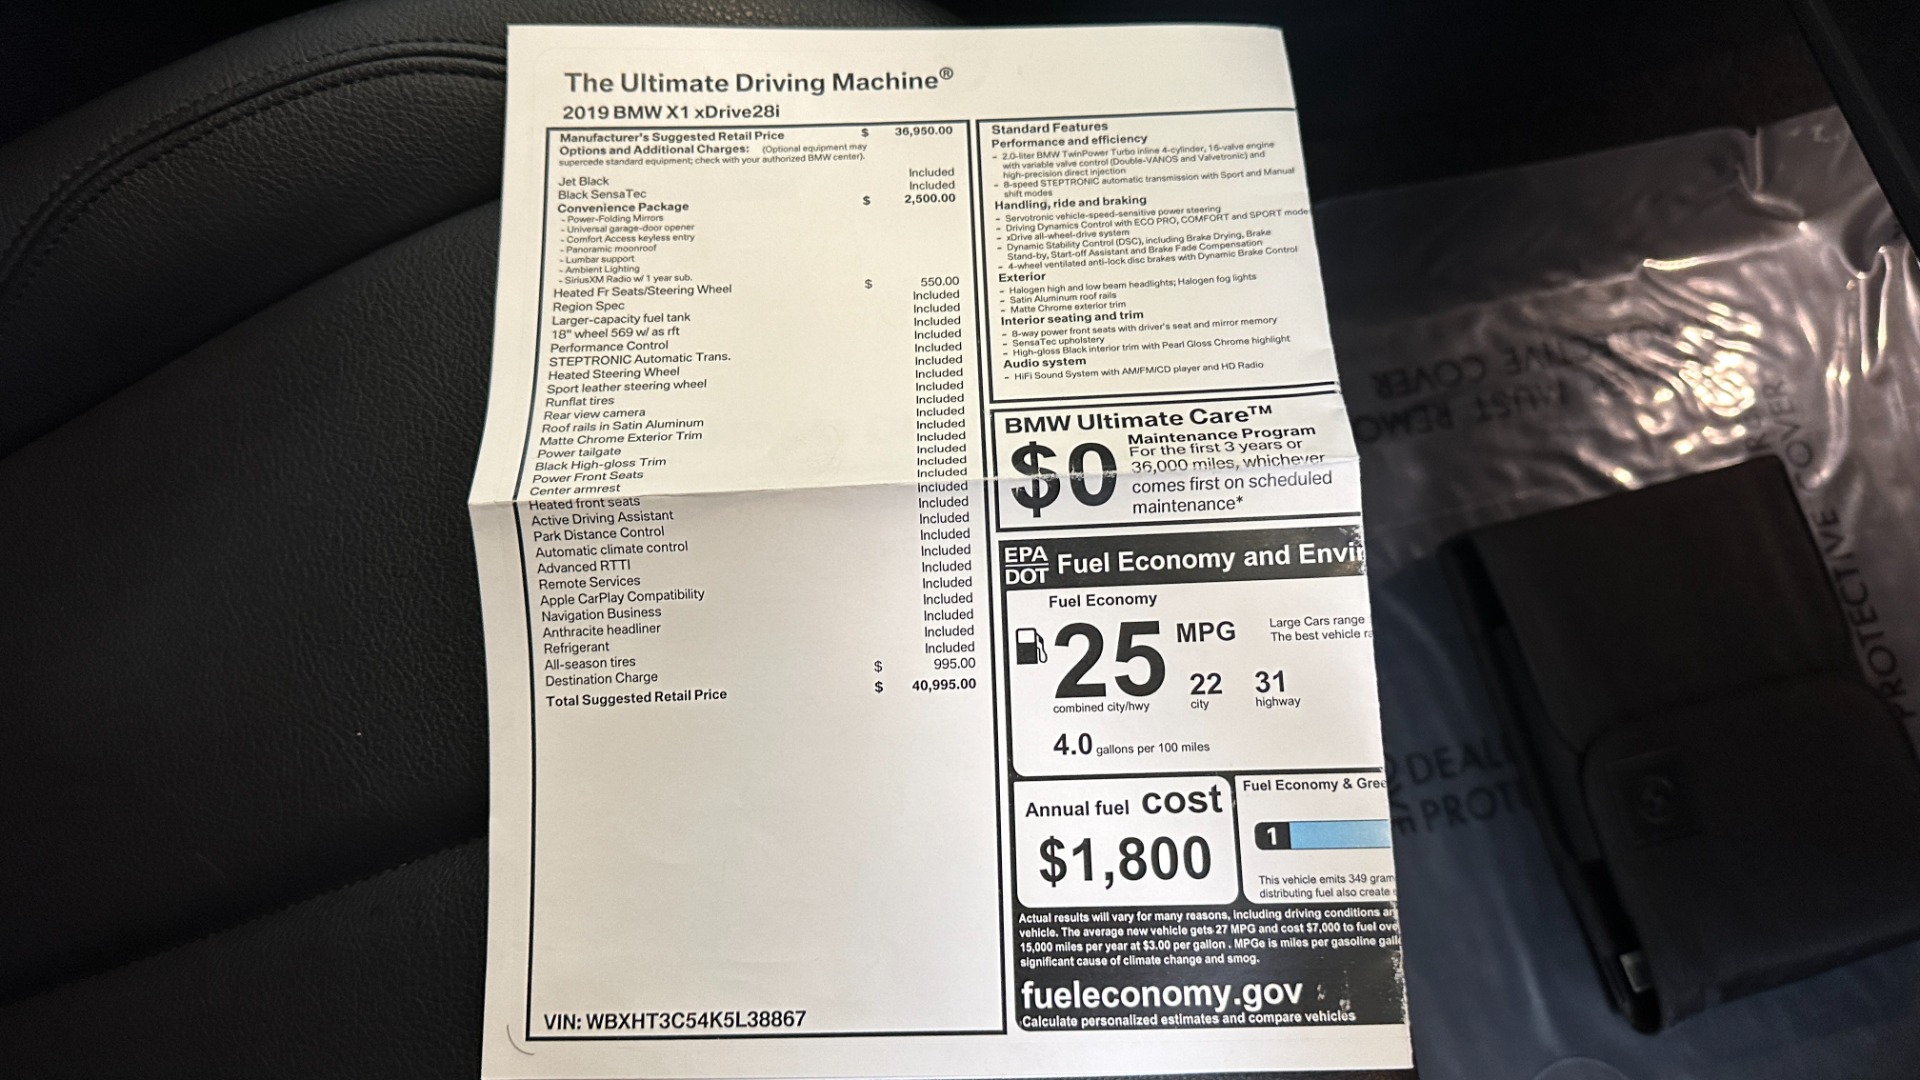 The Ultimate Driving Machine®
2019 BMW X1 xDrive28i
Manufacturer's Suggested Retail Price $ 36,950.00
Options and Additional Charges: (Optional equipment may
supercede standard equipment; check with your authorized BMW center).
Jet Black Included
Black SensaTec Included
Convenience Package $ 2,500.00
- Power-Folding Mirrors
- Universal garage-door opener
- Comfort Access keyless entry
- Panoramic moonroof
- Lumbar support
- Ambient Lighting
- SiriusXM Radio w/ 1 year sub.
Heated Fr Seats/Steering Wheel $ 550.00
Region Spec Included
Larger-capacity fuel tank Included
18" wheel 569 w/ as rft Included
Performance Control Included
STEPTRONIC Automatic Trans. Included
Heated Steering Wheel Included
Sport leather steering wheel Included
Runflat tires Included
Rear view camera Included
Roof rails in Satin Aluminum Included
Matte Chrome Exterior Trim Included
Power tailgate Included
Black High-gloss Trim Included
Power Front Seats Included
Center armrest Included
Heated front seats Included
Active Driving Assistant Included
Park Distance Control Included
Automatic climate control Included
Advanced RTTI Included
Remote Services Included
Apple CarPlay Compatibility Included
Navigation Business Included
Anthracite headliner Included
Refrigerant Included
All-season tires Included
Destination Charge $ 995.00
Total Suggested Retail Price $ 40,995.00
VIN: WBXHT3C54K5L38867
Standard Features
Performance and efficiency
- 2.0-liter BMW TwinPower Turbo inline 4-cylinder, 16-valve engine
with variable valve control (Double-VANOS and Valvetronic) and
high-precision direct injection
- 8-speed STEPTRONIC automatic transmission with Sport and Manual
shift modes
Handling, ride and braking
- Servotronic vehicle-speed-sensitive power steering
- Driving Dynamics Control with ECO PRO, COMFORT and SPORT mode
- xDrive all-wheel-drive system
- Dynamic Stability Control (DSC), including Brake Drying, Brake
Stand-by, Start-off Assistant and Brake Fade Compensation
- 4-wheel ventilated anti-lock disc brakes with Dynamic Brake Control
Exterior
- Halogen high and low beam headlights; Halogen fog lights
- Satin Aluminum roof rails
- Matte Chrome exterior trim
Interior seating and trim
- 8-way power front seats with driver's seat and mirror memory
- SensaTec upholstery
- High-gloss Black interior trim with Pearl Gloss Chrome highlight
Audio system
- HiFi Sound System with AM/FM/CD player and HD Radio
BMW Ultimate Care™
$0 Maintenance Program
For the first 3 years or
36,000 miles, whichever
comes first on scheduled
maintenance*
EPA DOT Fuel Economy and Envir
Fuel Economy
25 MPG
Large Cars range
The best vehicle ra
22 city
31 highway
combined city/hwy
4.0 gallons per 100 miles
Annual fuel cost
$1,800
Fuel Economy & Gree
1
This vehicle emits 349 gram
distributing fuel also create
Actual results will vary for many reasons, including driving conditions an
vehicle. The average new vehicle gets 27 MPG and cost $7,000 to fuel ove
15,000 miles per year at $3.00 per gallon . MPGe is miles per gasoline galle
significant cause of climate change and smog.
fueleconomy.gov
Calculate personalized estimates and compare vehicles
MUST REMO
COVER
PROTECTIVE COVER
DEAL
PROT